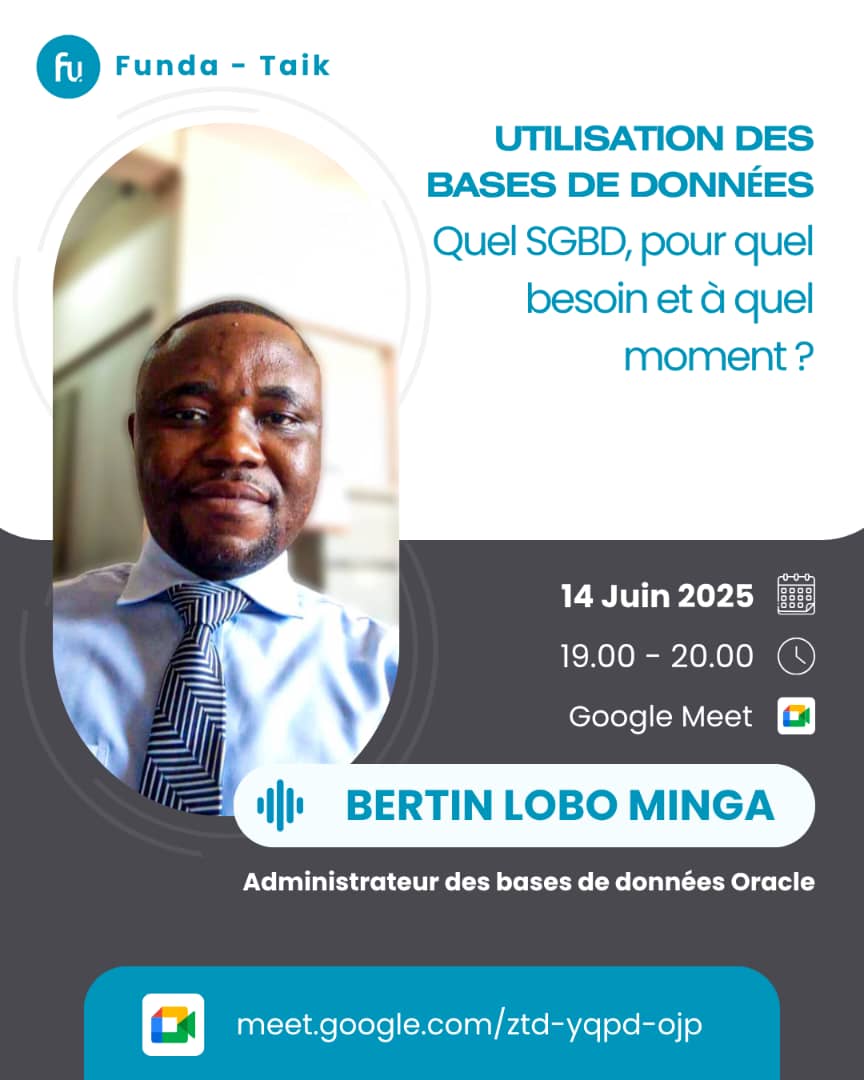 fu
Funda - Taik
UTILISATION DES
BASES DE DONNÉES
Quel SGBD, pour quel
besoin et à quel
moment ?
14 Juin 2025
19.00 - 20.00
Google Meet
BERTIN LOBO MINGA
Administrateur des bases de données Oracle
meet.google.com/ztd-yqpd-ojp